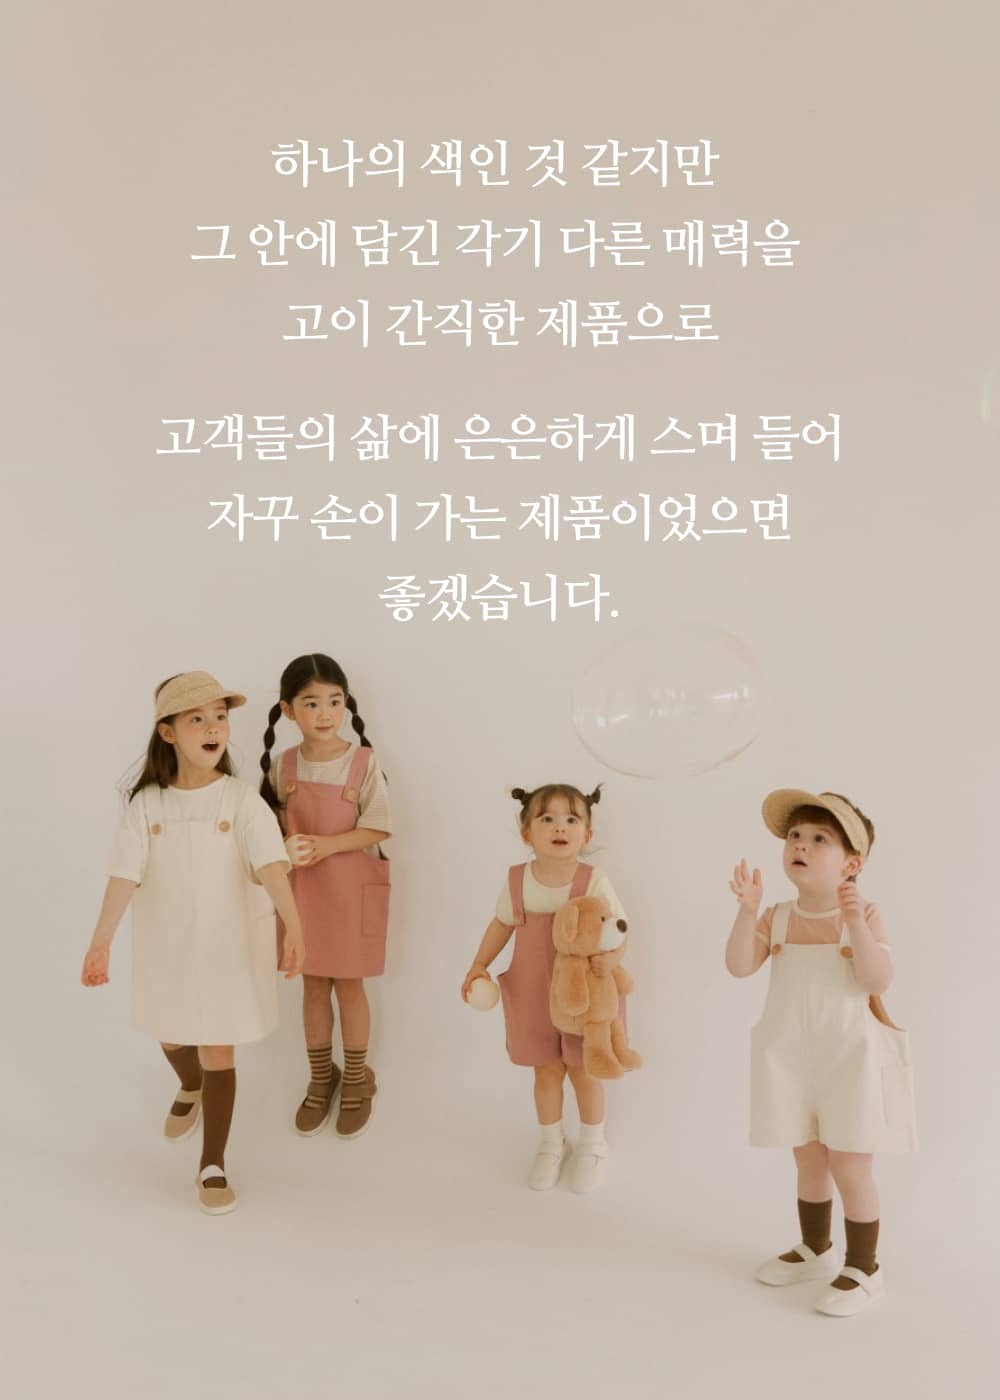 하나의 색인 것 같지만
그 안에 담긴 각기 다른 매력을
고이 간직한 제품으로
고객들의 삶에 은은하게 스며 들어
자꾸 손이 가는 제품이었으면
좋겠습니다.